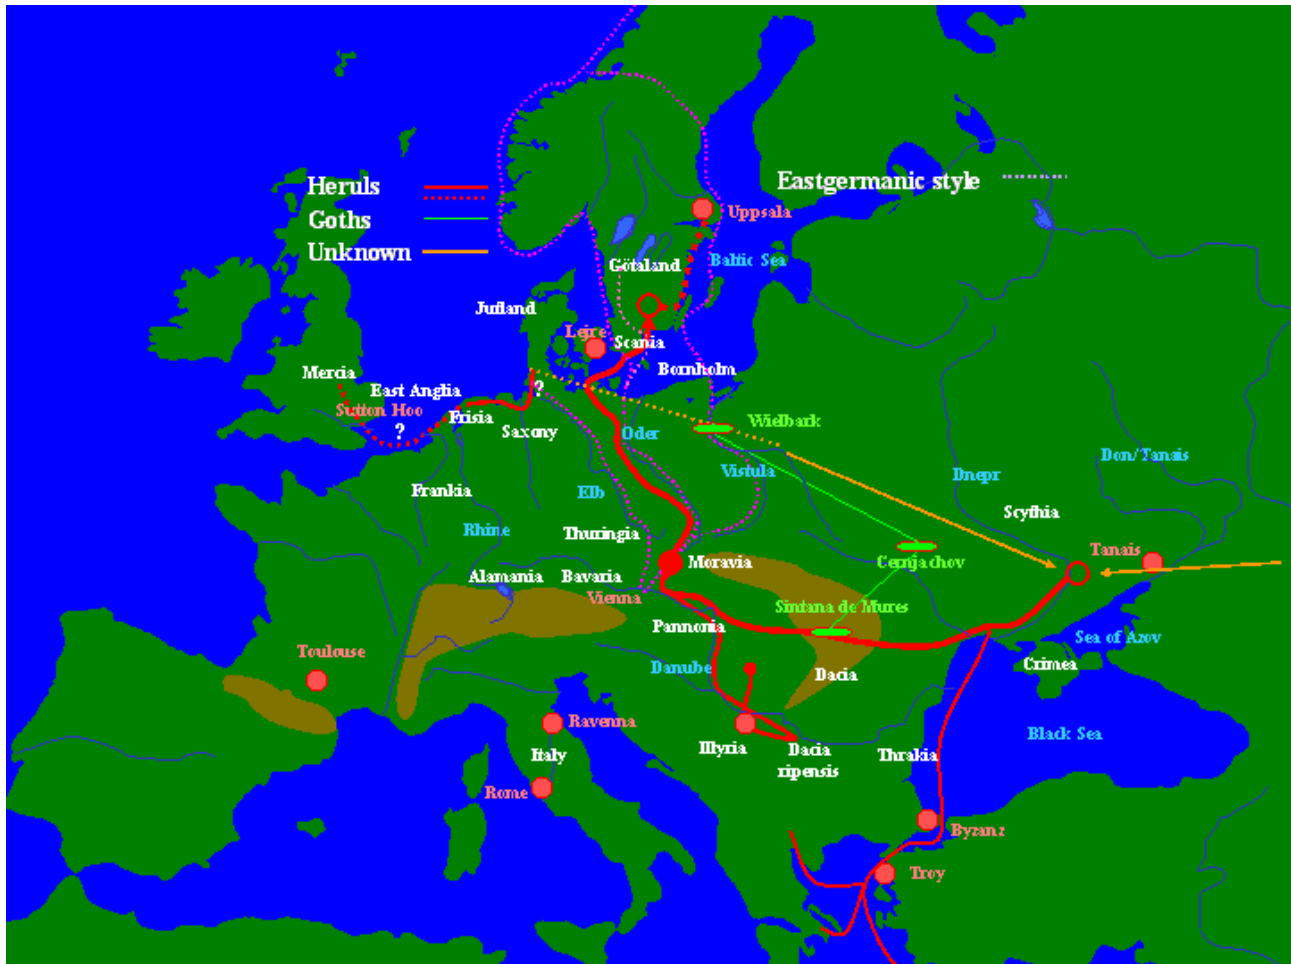 Heruls
Eastgermanic style
Goths
Uppsala
Unknown
Baltic Sea
Götaland
Jutland
Lejre
Scania
Mercia
Bornholm
East Anglia
Sutton Hoo
?
Frisia
Wielbark
?
Saxony
Oder
Vistula
Dnepr
Don/Tanais
Frankia
Elb
Scythia
Rhine
Thuringia
Tanais
Moravia
Cernjachov
Alamania
Bavaria
Vienna
Sintana de Mures
Pannonia
Sea of Azov
Toulouse
Danube
Crimea
Dacia
Ravenna
Black Sea
Italy
Illyria
Dacia
ripensis
Thrakia
Rome
Byzanz
Troy